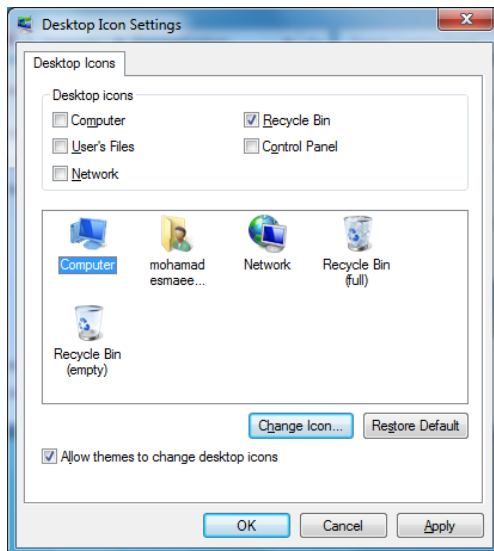 Desktop Icon Settings
Desktop Icons
Desktop icons
Computer
Recycle Bin
User's Files
Control Panel
Network
Computer
mohamad
esmaee...
Network
Recycle Bin
(full)
Recycle Bin
(empty)
Change Icon...
Restore Default
Allow themes to change desktop icons
OK
Cancel
Apply